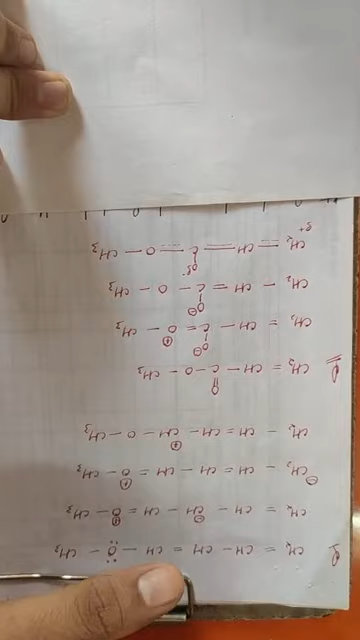 P CH2 = CH - CH = CH - Ö - CH3
CH2 = CH - CH - CH = O - CH3
⊖ ⊕
CH2 - CH = CH - CH = O - CH3
⊕
CH2 - CH = CH - CH - O - CH3
O
CH2 = CH - C - O - CH3
O⊖ ⊕
CH2 = CH - C = O - CH3
O⊖
CH2 - CH = C - O - CH3
δ+ Oδ-
CH2 = CH = C = O - CH3